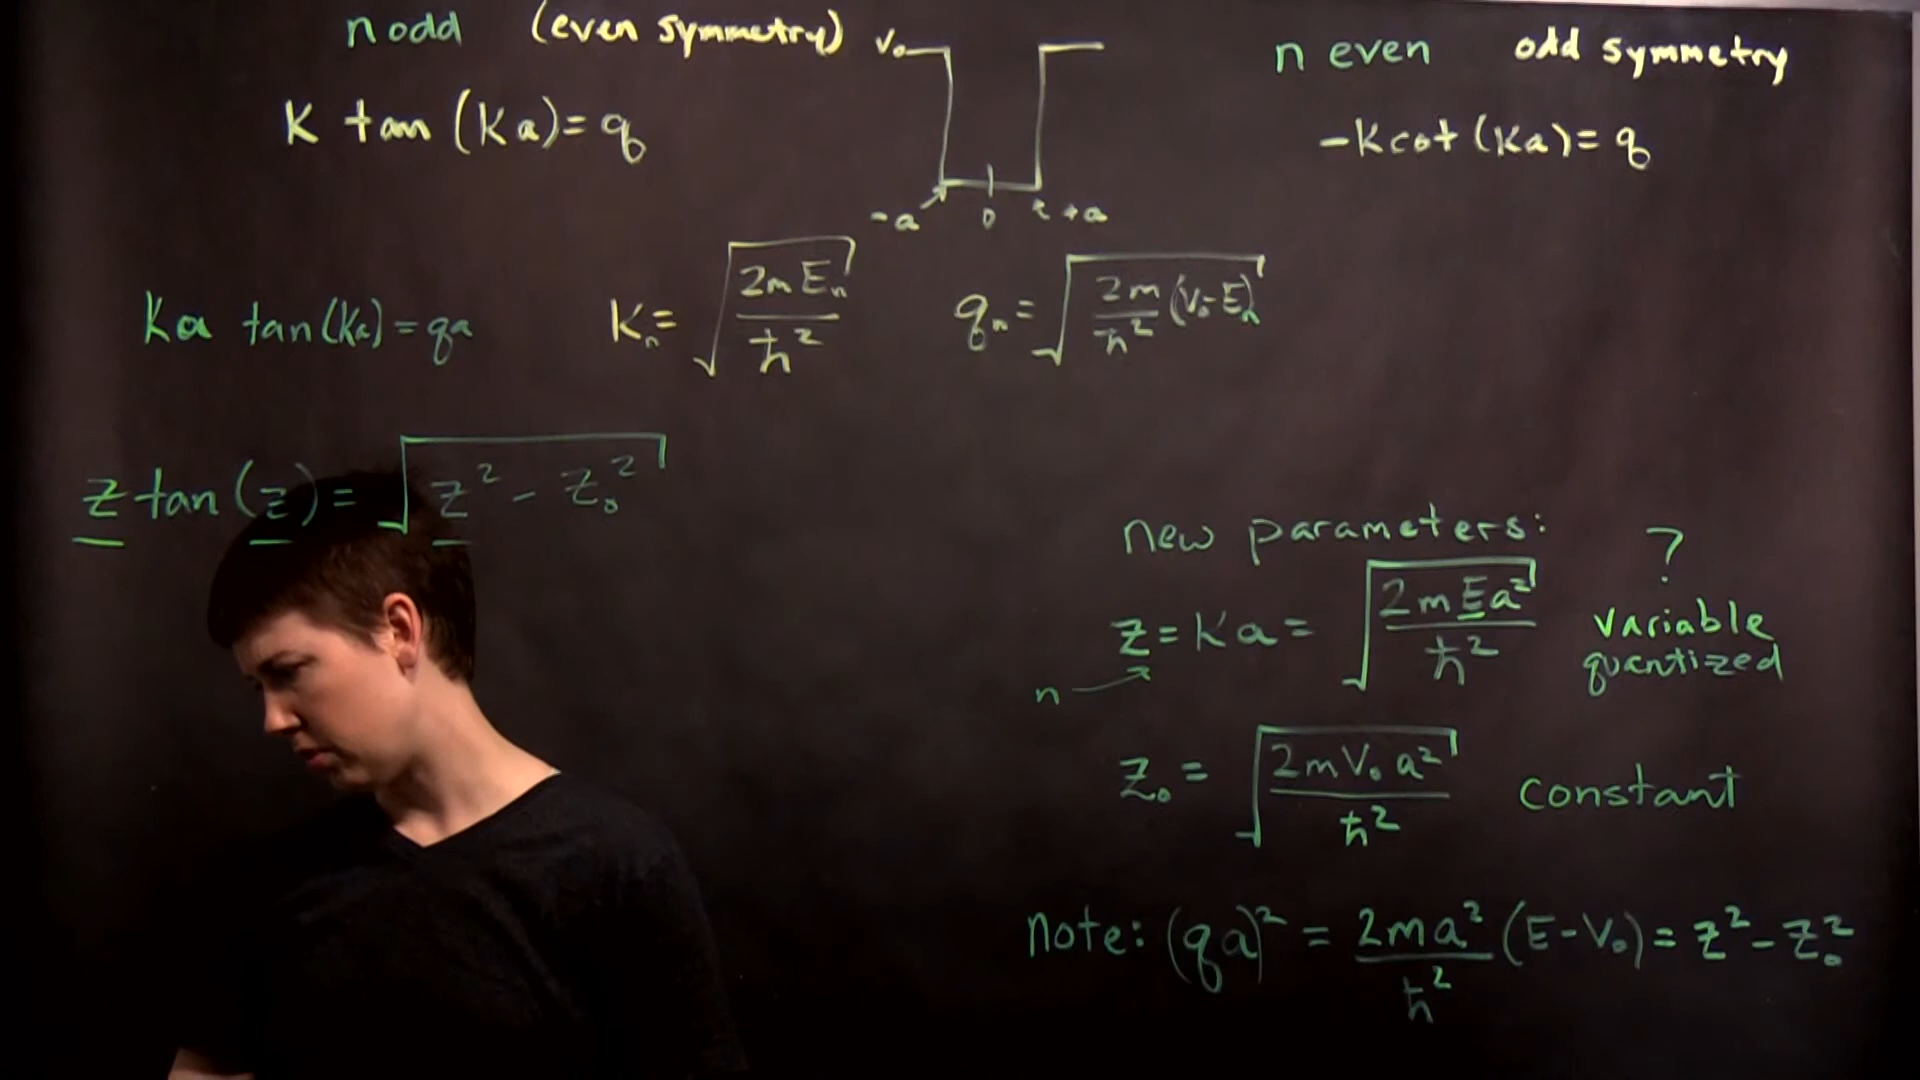 n odd (even symmetry)
V₀
n even odd symmetry
K tan (Ka) = q
-K cot (Ka) = q
-a 0 +a
Ka tan(Ka) = qa
Kₙ = √(2mEₙ/ħ²)
qₙ = √(2m/ħ² (V₀-Eₙ))
z tan(z) = √(z² - z₀²)
new parameters: ?
z = Ka = √(2mEa²/ħ²) variable quantized
n
z₀ = √(2mV₀a²/ħ²) constant
note: (qa)² = 2ma²/ħ² (E-V₀) = z² - z₀²